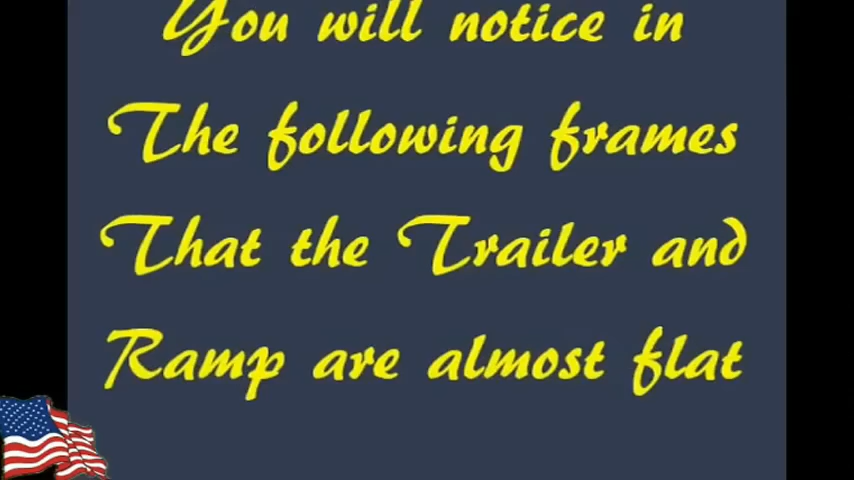 You will notice in
The following frames
That the Trailer and
Ramp are almost flat